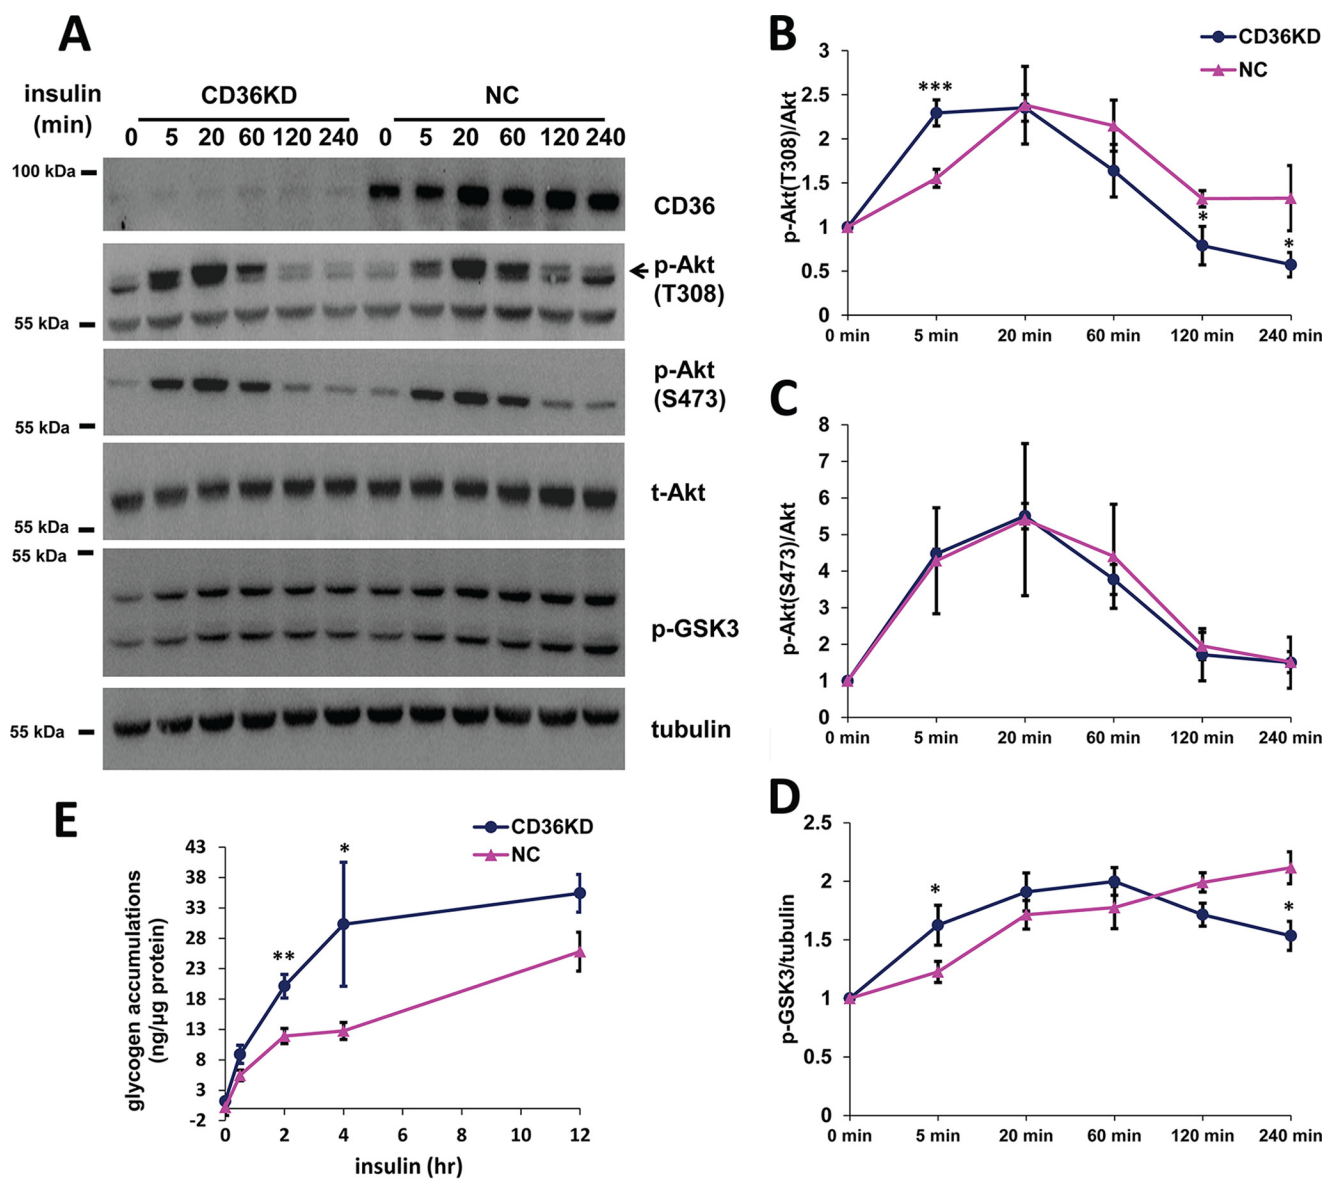 A
insulin
(min)
CD36KD
NC
0 5 20 60 120 240 0 5 20 60 120 240
100 kDa
CD36
p-Akt
(T308)
55 kDa
p-Akt
(S473)
55 kDa
t-Akt
55 kDa
55 kDa
p-GSK3
55 kDa
tubulin
B
CD36KD
NC
p-Akt(T308)/Akt
3
2.5
2
1.5
1
0.5
0
***
*
*
0 min 5 min 20 min 60 min 120 min 240 min
C
p-Akt(S473)/Akt
8
7
6
5
4
3
2
1
0
0 min 5 min 20 min 60 min 120 min 240 min
D
p-GSK3/tubulin
2.5
2
1.5
1
0.5
0
*
*
0 min 5 min 20 min 60 min 120 min 240 min
E
CD36KD
NC
glycogen accumulations
(ng/μg protein)
43
38
33
28
23
18
13
8
3
-2
**
*
0 2 4 6 8 10 12
insulin (hr)